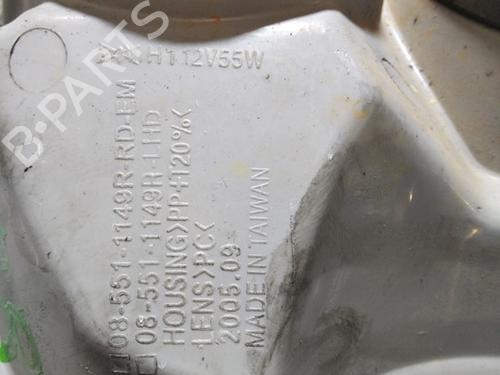 H1 12V55W
08-551-1149R-RD-EM
08-551-1149R-LHD
HOUSING>PP+T20%<
LENS>PC<
2005.09
MADE IN TAIWAN
B-PARTS